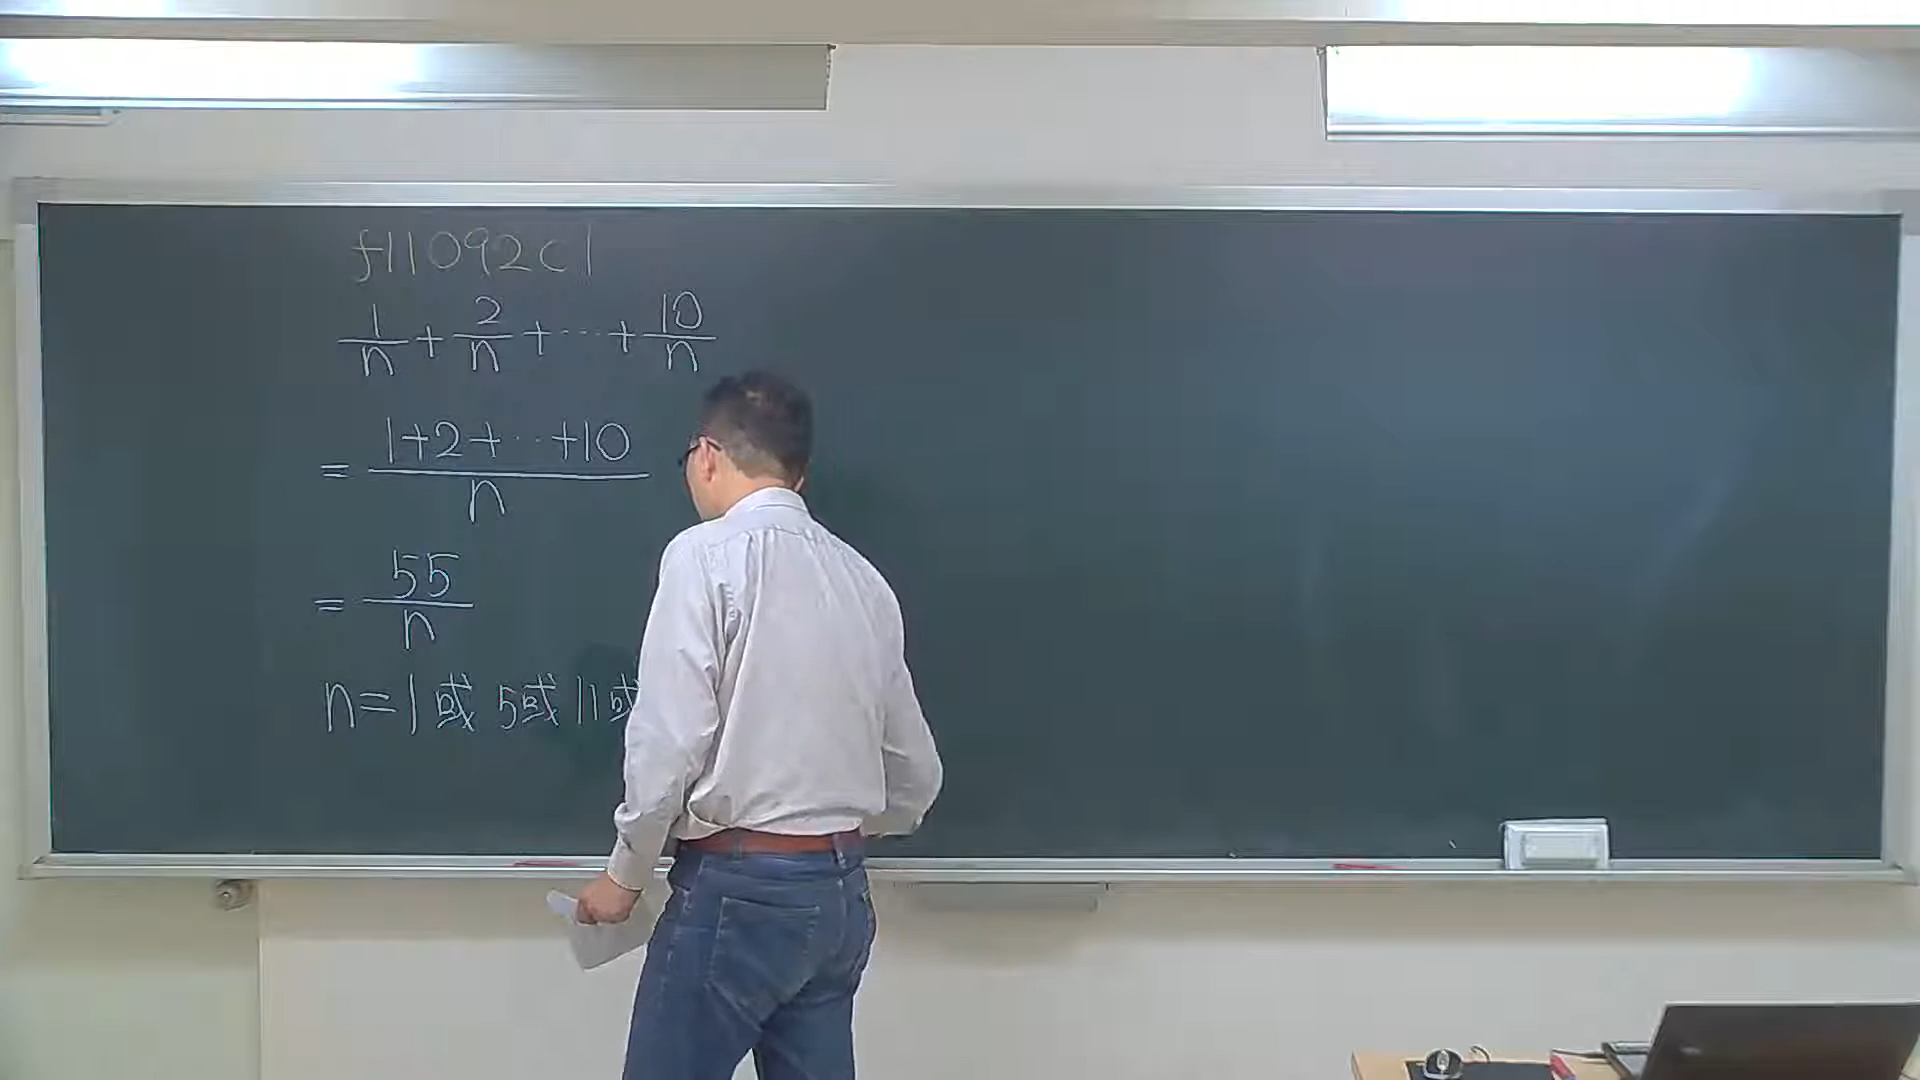 f11092c1
1/n + 2/n + ··· + 10/n
= (1+2+···+10)/n
= 55/n
n=1或 5或 11或